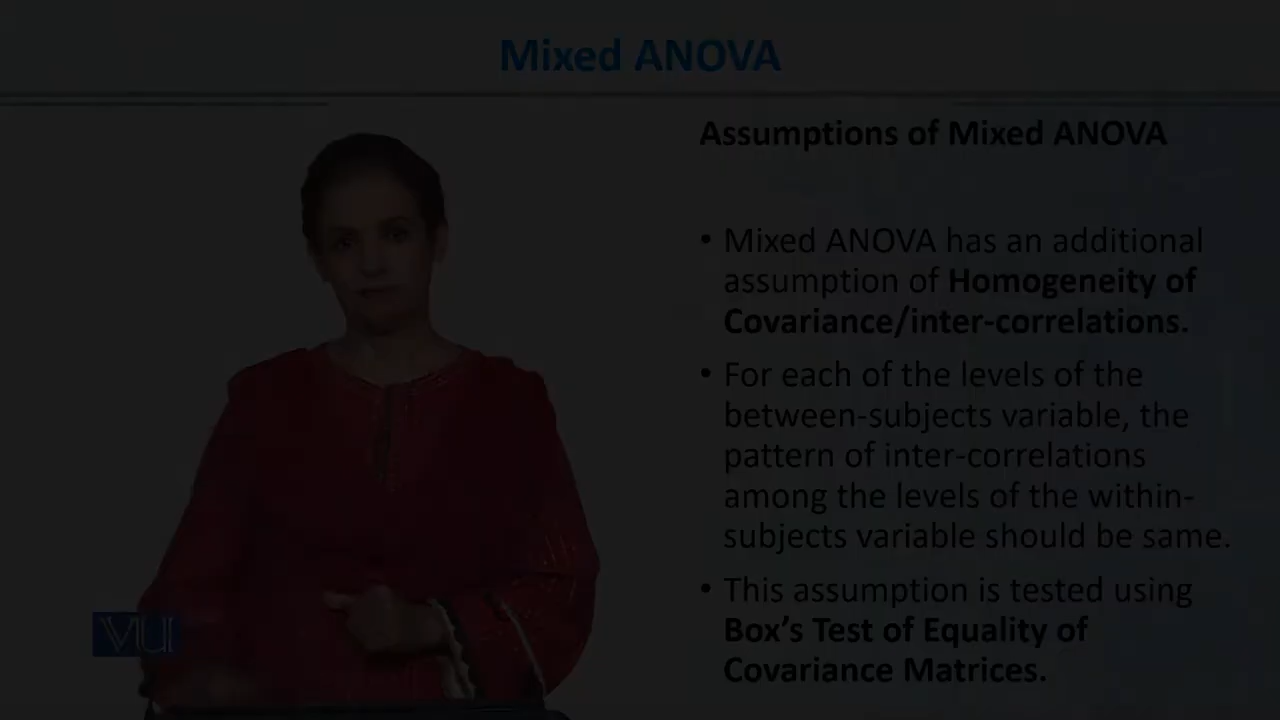 Mixed ANOVA
Assumptions of Mixed ANOVA
• Mixed ANOVA has an additional
assumption of Homogeneity of
Covariance/inter-correlations.
• For each of the levels of the
between-subjects variable, the
pattern of inter-correlations
among the levels of the within-
subjects variable should be same.
• This assumption is tested using
Box’s Test of Equality of
Covariance Matrices.
VU